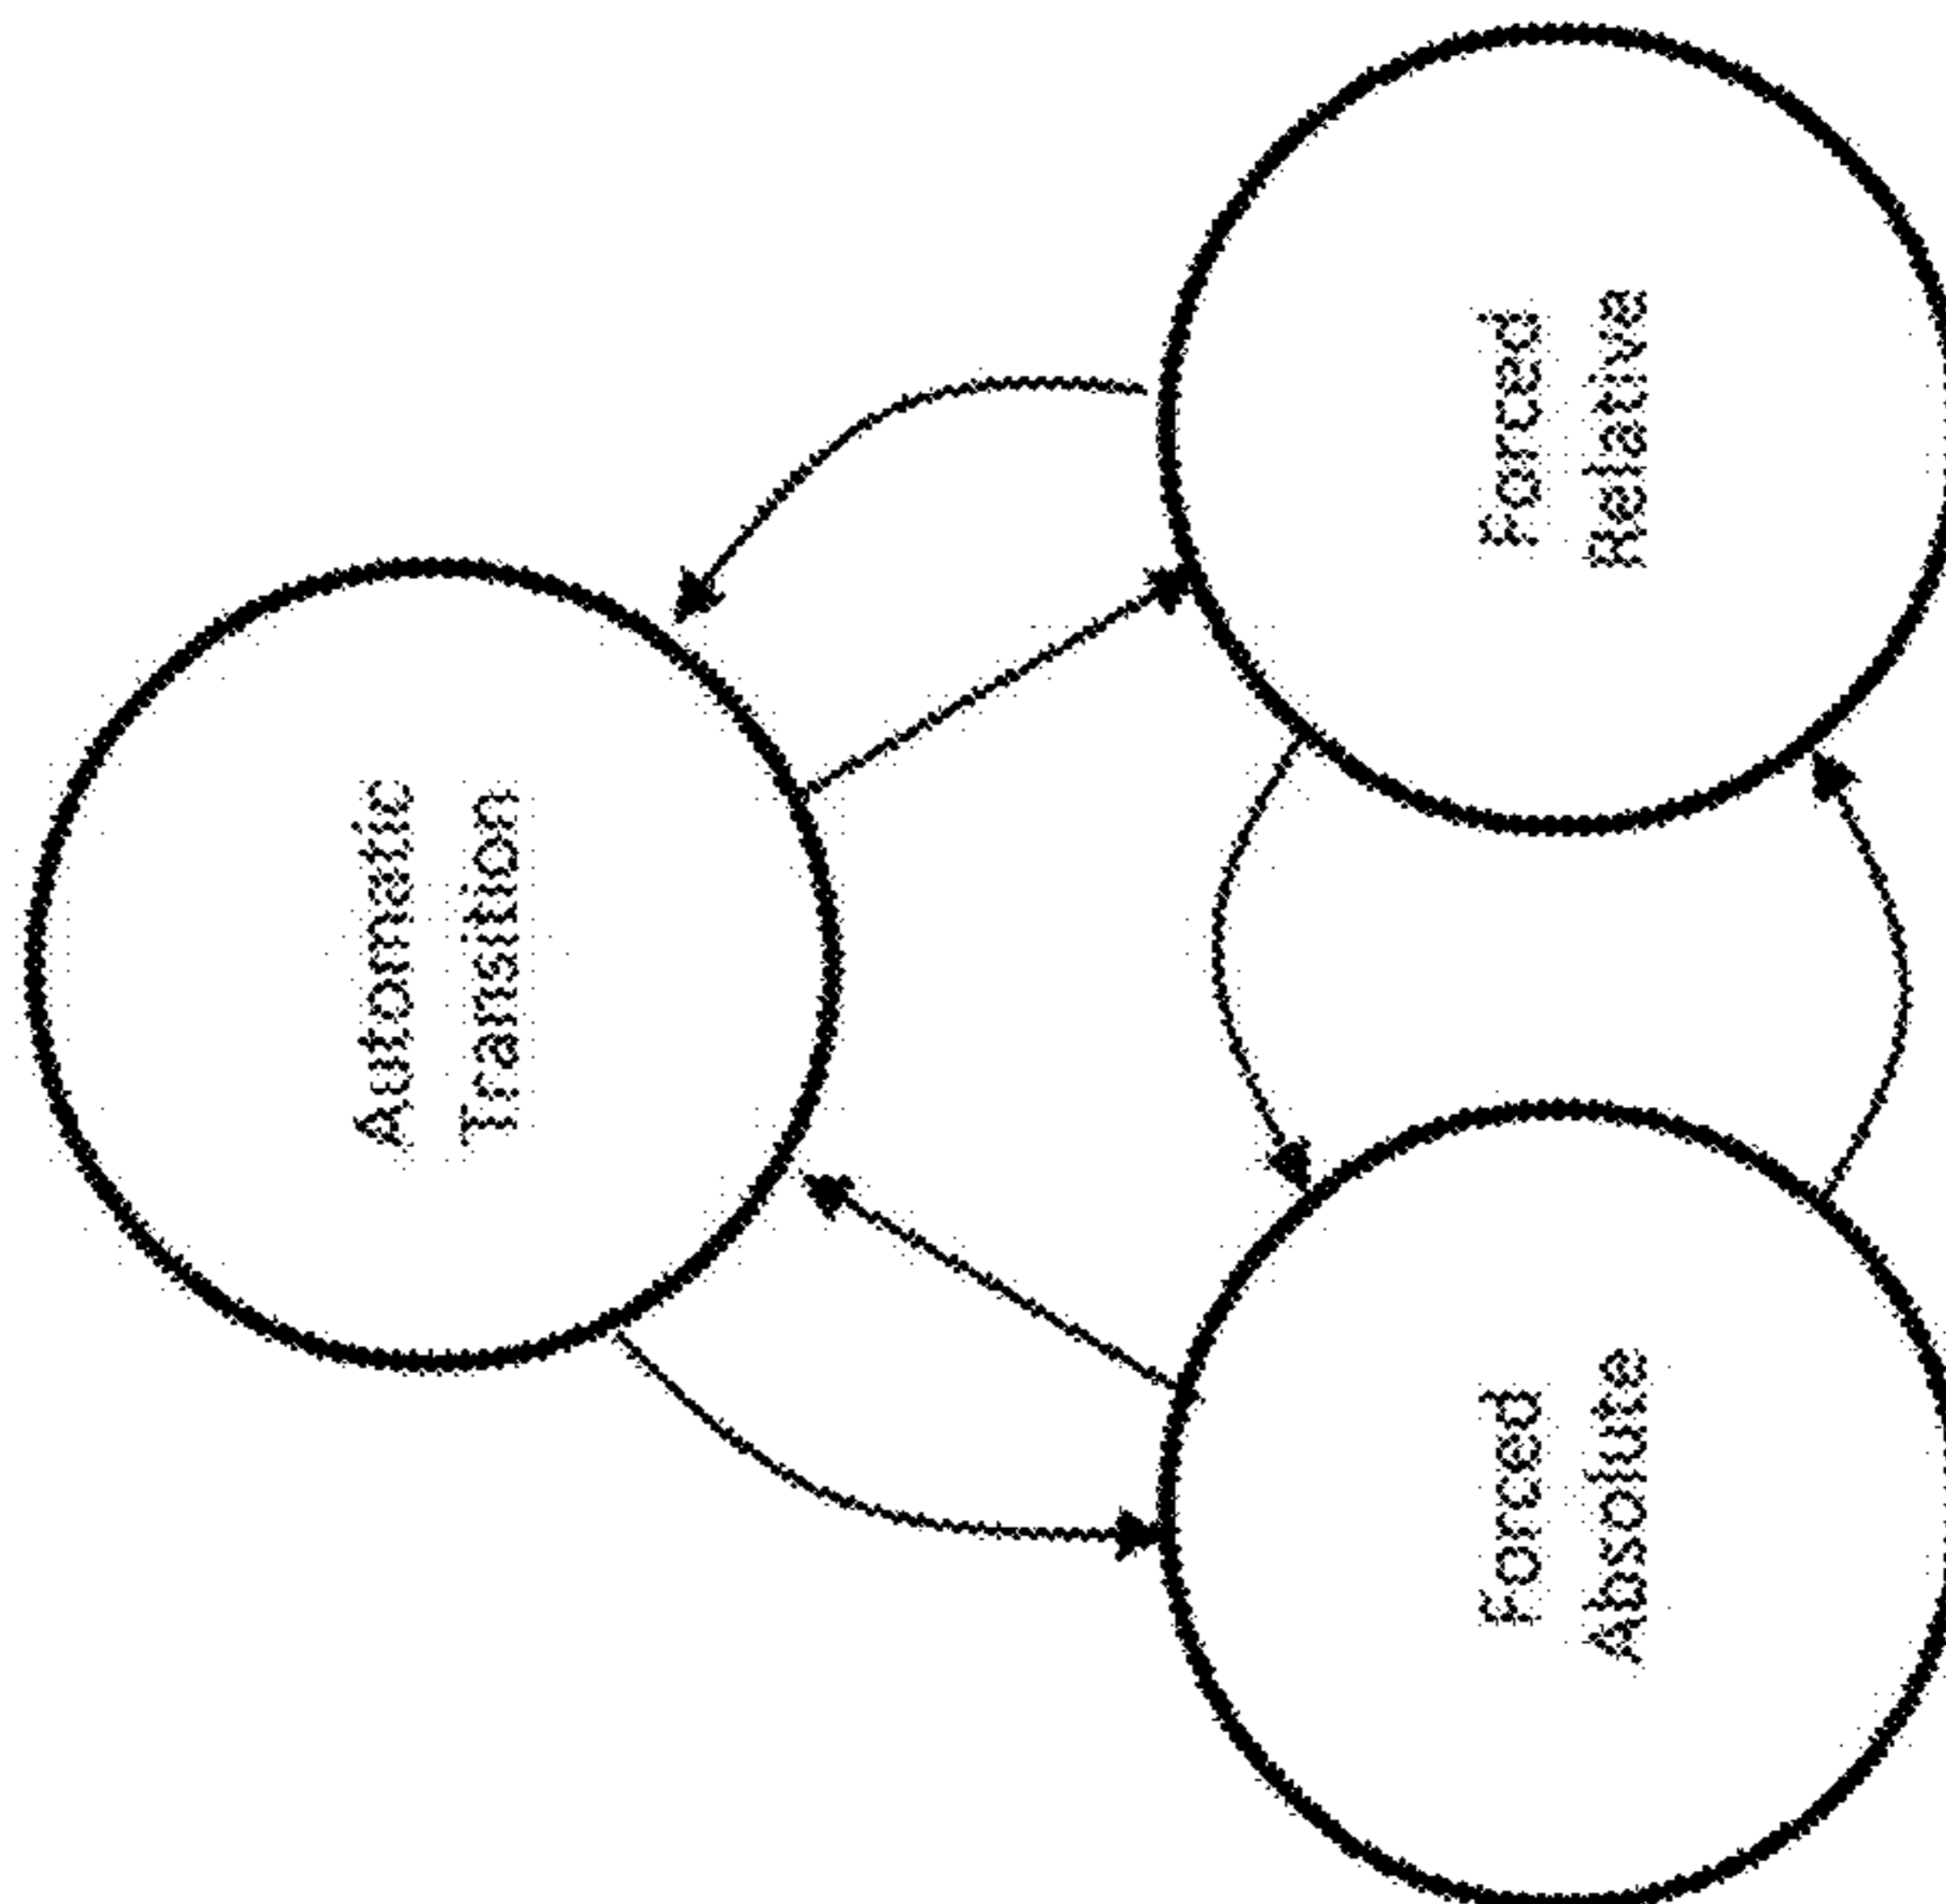 Automatic
Transition
Forced
Absolute
Forced
Relative